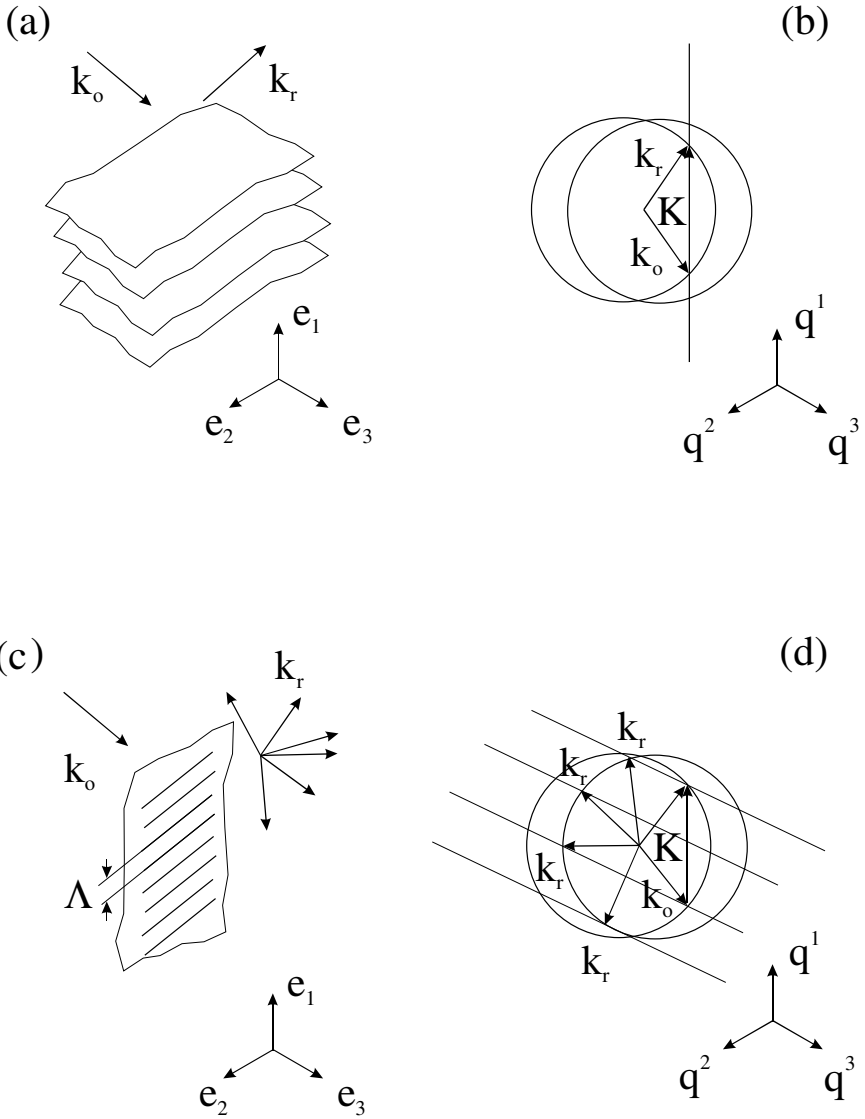 (a)
(b)
k_o
k_r
k_r
K
k_o
e_1
e_2
e_3
q^1
q^2
q^3
(c)
(d)
k_r
k_o
Λ
k_r
k_r
k_r
K
k_o
k_r
e_1
e_2
e_3
q^1
q^2
q^3